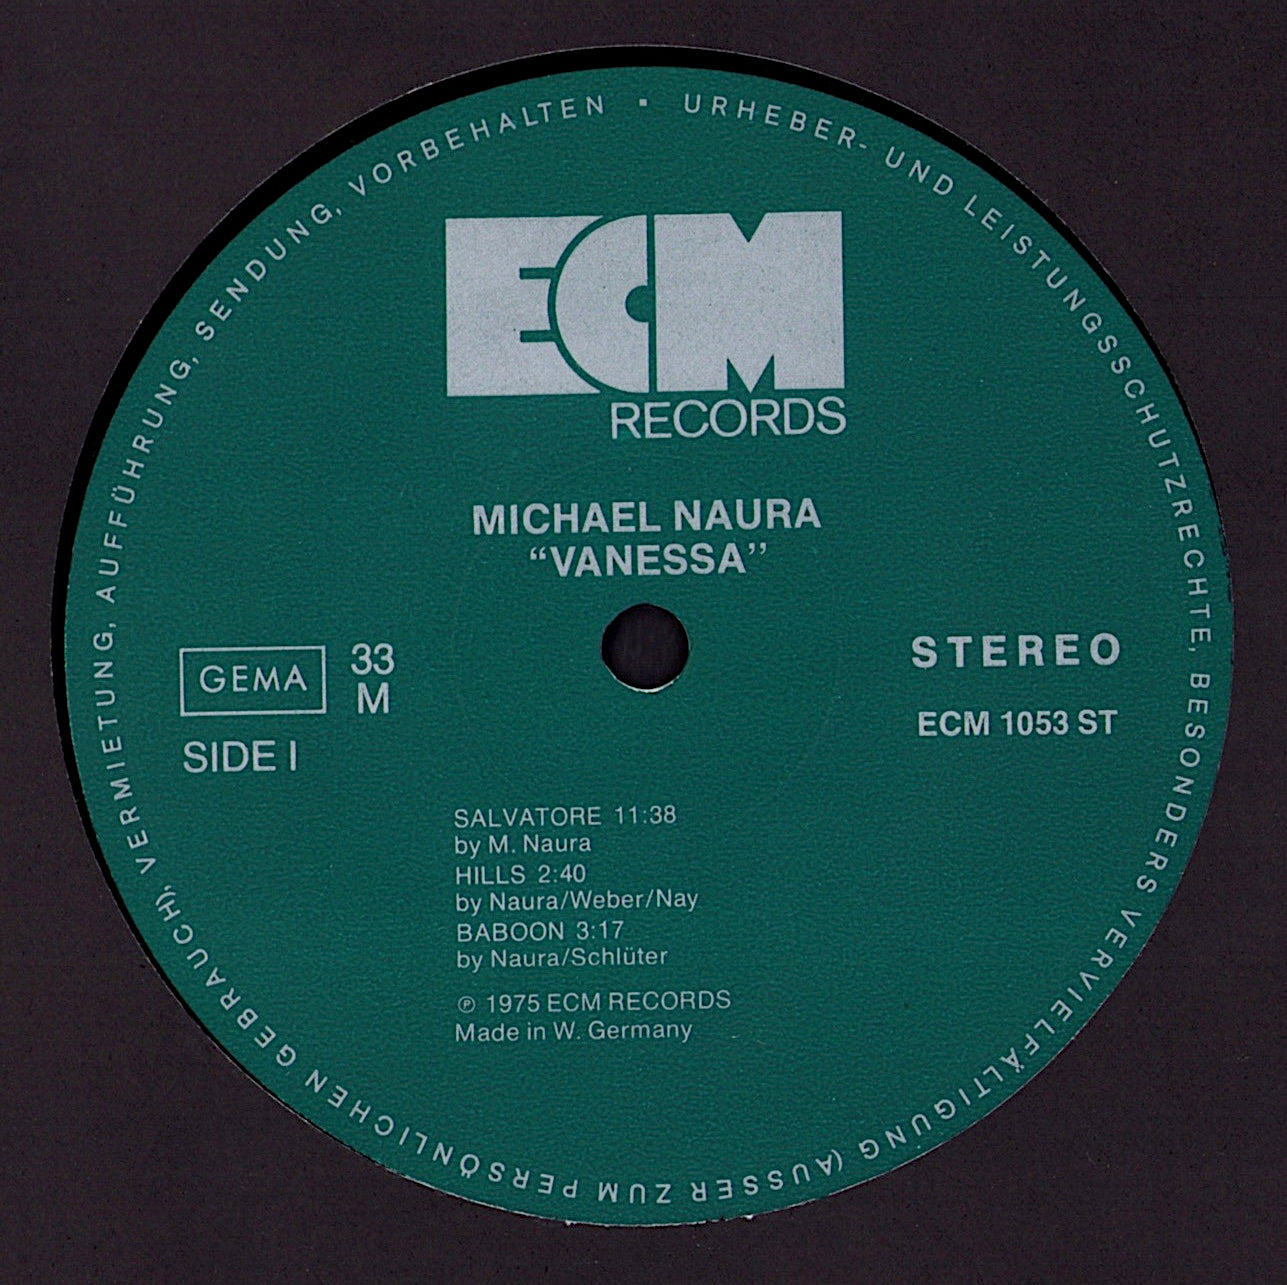 URHEBER- UND LEISTUNGSSCHUTZRECHTE, BESONDERS VERVIELFÄLTIGUNG (AUSSER ZUM PERSÖNLICHEN GEBRAUCH), VERMIETUNG, AUFFÜHRUNG, SENDUNG, VORBEHALTEN ·
ECM
RECORDS
MICHAEL NAURA
“VANESSA”
GEMA
33
M
SIDE I
STEREO
ECM 1053 ST
SALVATORE 11:38
by M. Naura
HILLS 2:40
by Naura/Weber/Nay
BABOON 3:17
by Naura/Schlüter
℗ 1975 ECM RECORDS
Made in W. Germany